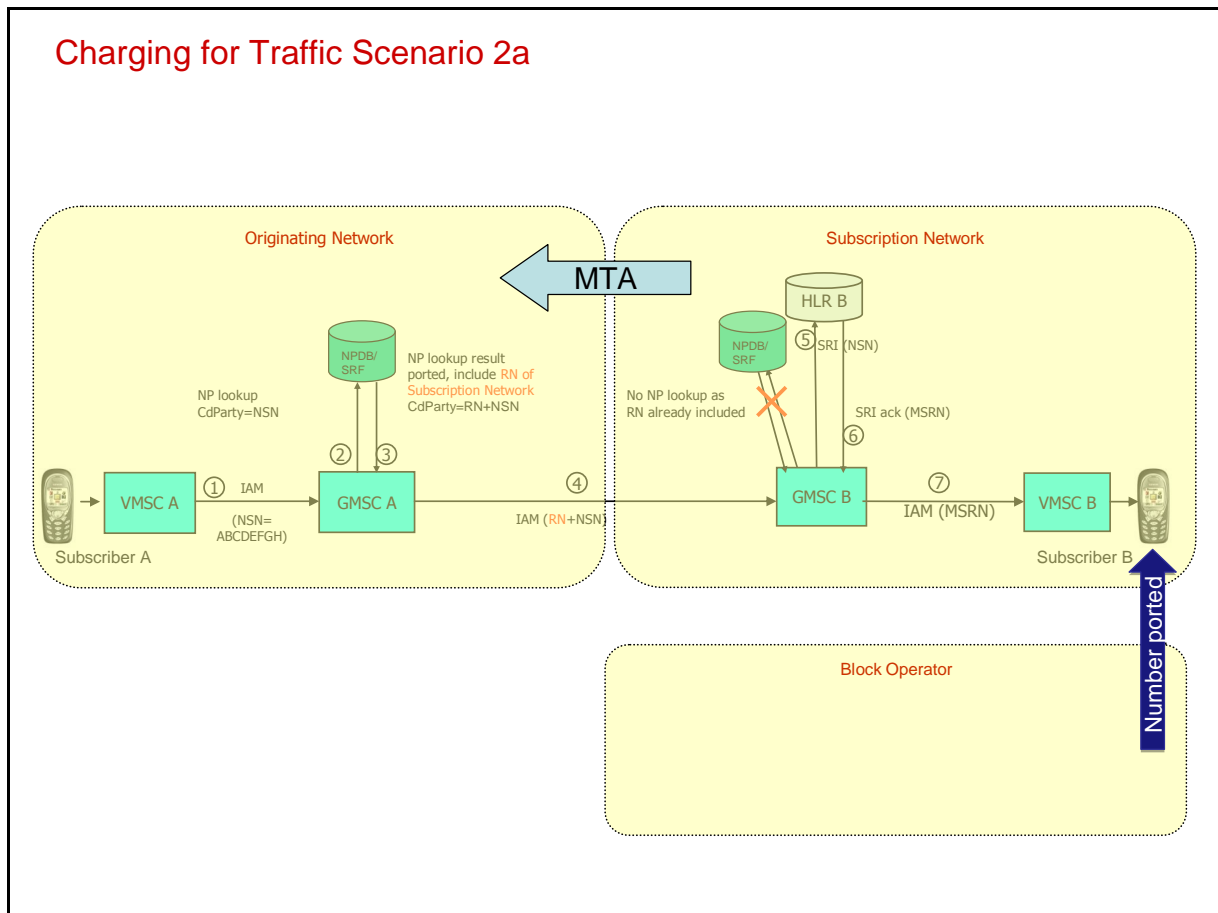 Charging for Traffic Scenario 2a
Originating Network
Subscription Network
MTA
HLR B
NPDB/
SRF
NP lookup result
ported, include RN of
Subscription Network
CdParty=RN+NSN
NP lookup
CdParty=NSN
NPDB/
SRF
5
SRI (NSN)
No NP lookup as
RN already included
SRI ack (MSRN)
6
2
3
VMSC A
1
IAM
(NSN=
ABCDEFGH)
GMSC A
4
IAM (RN+NSN)
GMSC B
7
IAM (MSRN)
VMSC B
Subscriber A
Subscriber B
Number ported
Block Operator